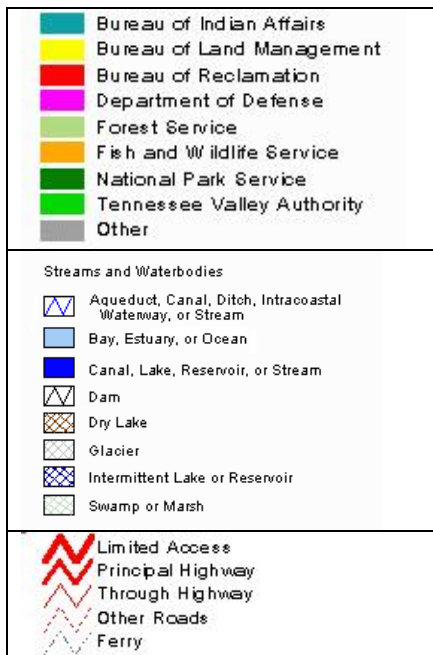 Bureau of Indian Affairs
Bureau of Land Management
Bureau of Reclamation
Department of Defense
Forest Service
Fish and Wildlife Service
National Park Service
Tennessee Valley Authority
Other
Streams and Waterbodies
Aqueduct, Canal, Ditch, Intracoastal
Waterway, or Stream
Bay, Estuary, or Ocean
Canal, Lake, Reservoir, or Stream
Dam
Dry Lake
Glacier
Intermittent Lake or Reservoir
Swamp or Marsh
Limited Access
Principal Highway
Through Highway
Other Roads
Ferry